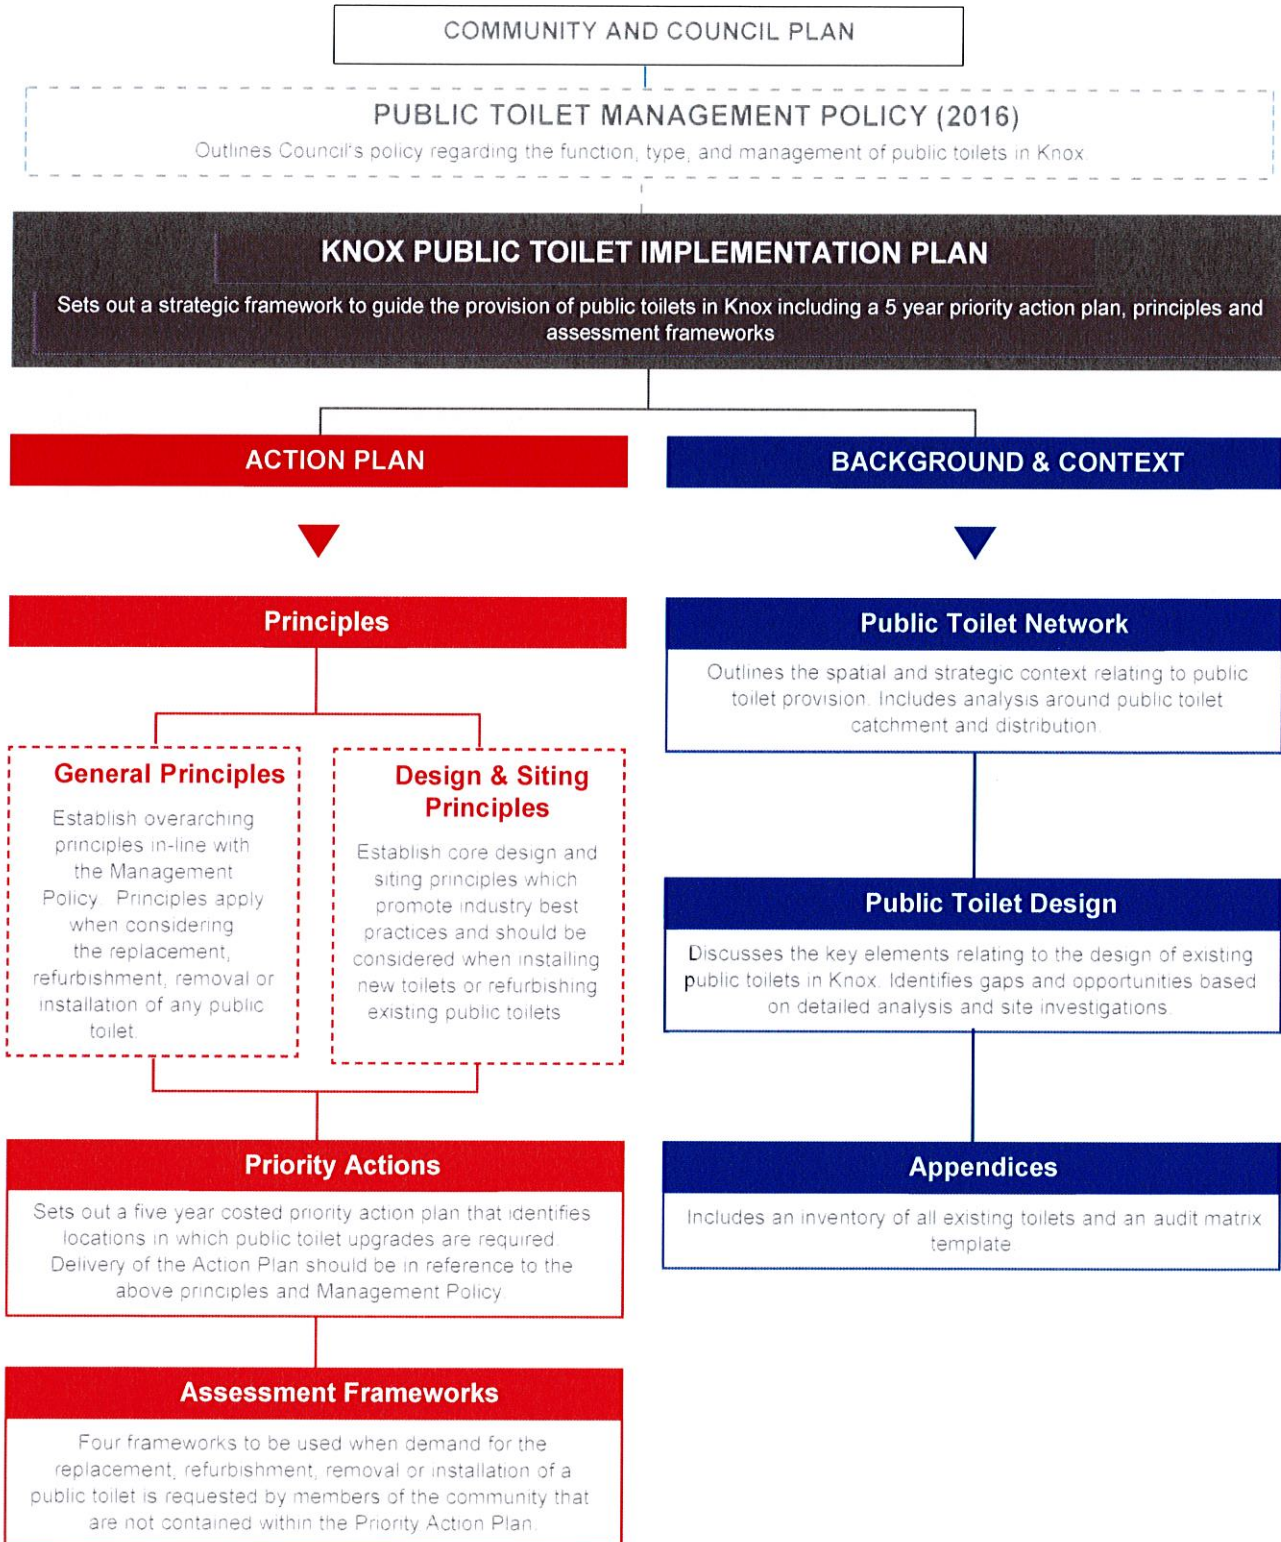 COMMUNITY AND COUNCIL PLAN
PUBLIC TOILET MANAGEMENT POLICY (2016)
Outlines Council's policy regarding the function, type, and management of public toilets in Knox
KNOX PUBLIC TOILET IMPLEMENTATION PLAN
Sets out a strategic framework to guide the provision of public toilets in Knox including a 5 year priority action plan, principles and
assessment frameworks
ACTION PLAN
Principles
General Principles
Establish overarching
principles in-line with
the Management
Policy. Principles apply
when considering
the replacement,
refurbishment, removal or
installation of any public
toilet.
Design & Siting
Principles
Establish core design and
siting principles which
promote industry best
practices and should be
considered when installing
new toilets or refurbishing
existing public toilets
Priority Actions
Sets out a five year costed priority action plan that identifies
locations in which public toilet upgrades are required
Delivery of the Action Plan should be in reference to the
above principles and Management Policy
Assessment Frameworks
Four frameworks to be used when demand for the
replacement, refurbishment, removal or installation of a
public toilet is requested by members of the community that
are not contained within the Priority Action Plan.
BACKGROUND & CONTEXT
Public Toilet Network
Outlines the spatial and strategic context relating to public
toilet provision. Includes analysis around public toilet
catchment and distribution.
Public Toilet Design
Discusses the key elements relating to the design of existing
public toilets in Knox. Identifies gaps and opportunities based
on detailed analysis and site investigations.
Appendices
Includes an inventory of all existing toilets and an audit matrix
template